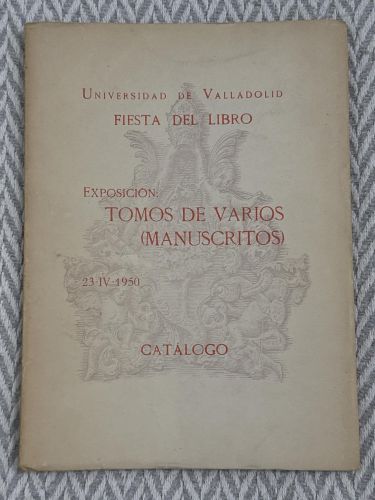 Universidad de Valladolid
FIESTA DEL LIBRO
Exposición:
TOMOS DE VARIOS
(MANUSCRITOS)
23-IV-1950
CATÁLOGO